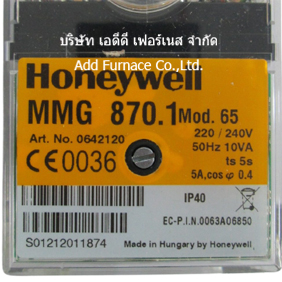 บริษัท เอดีดี เฟอร์เนส จำกัด
Add Furnace Co.,Ltd.
Honeywell
MMG 870.1 Mod. 65
Art. No. 0642120
220 / 240V
50Hz 10VA
ts 5s
5A,cos φ 0.4
CE0036
IP40
EC-P.I.N.0063A06850
S01212011874
Made in Hungary by Honeywell